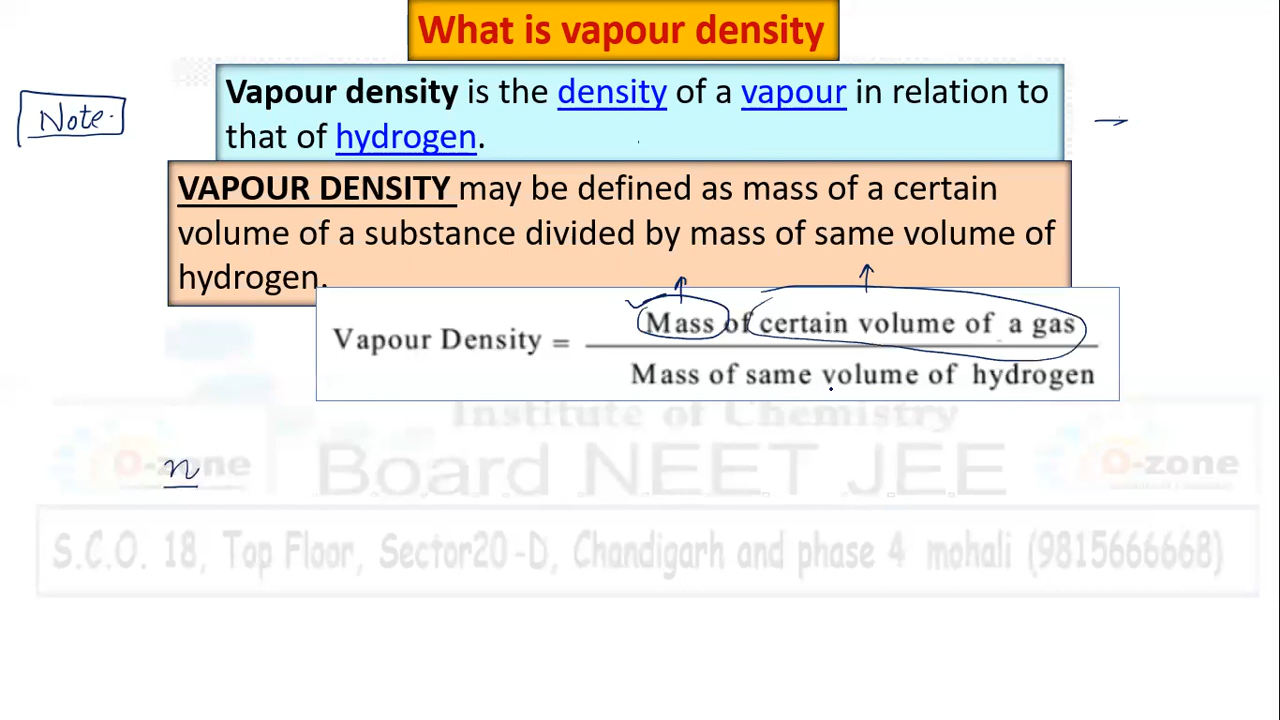 What is vapour density
Note.
Vapour density is the density of a vapour in relation to
that of hydrogen.
VAPOUR DENSITY may be defined as mass of a certain
volume of a substance divided by mass of same volume of
hydrogen.
Mass of certain volume of a gas
Vapour Density =
Mass of same volume of hydrogen
Institute of Chemistry
O-zone Board NEET JEE O-zone
n
S.C.O. 18, Top Floor, Sector20-D, Chandigarh and phase 4 mohali (9815666668)